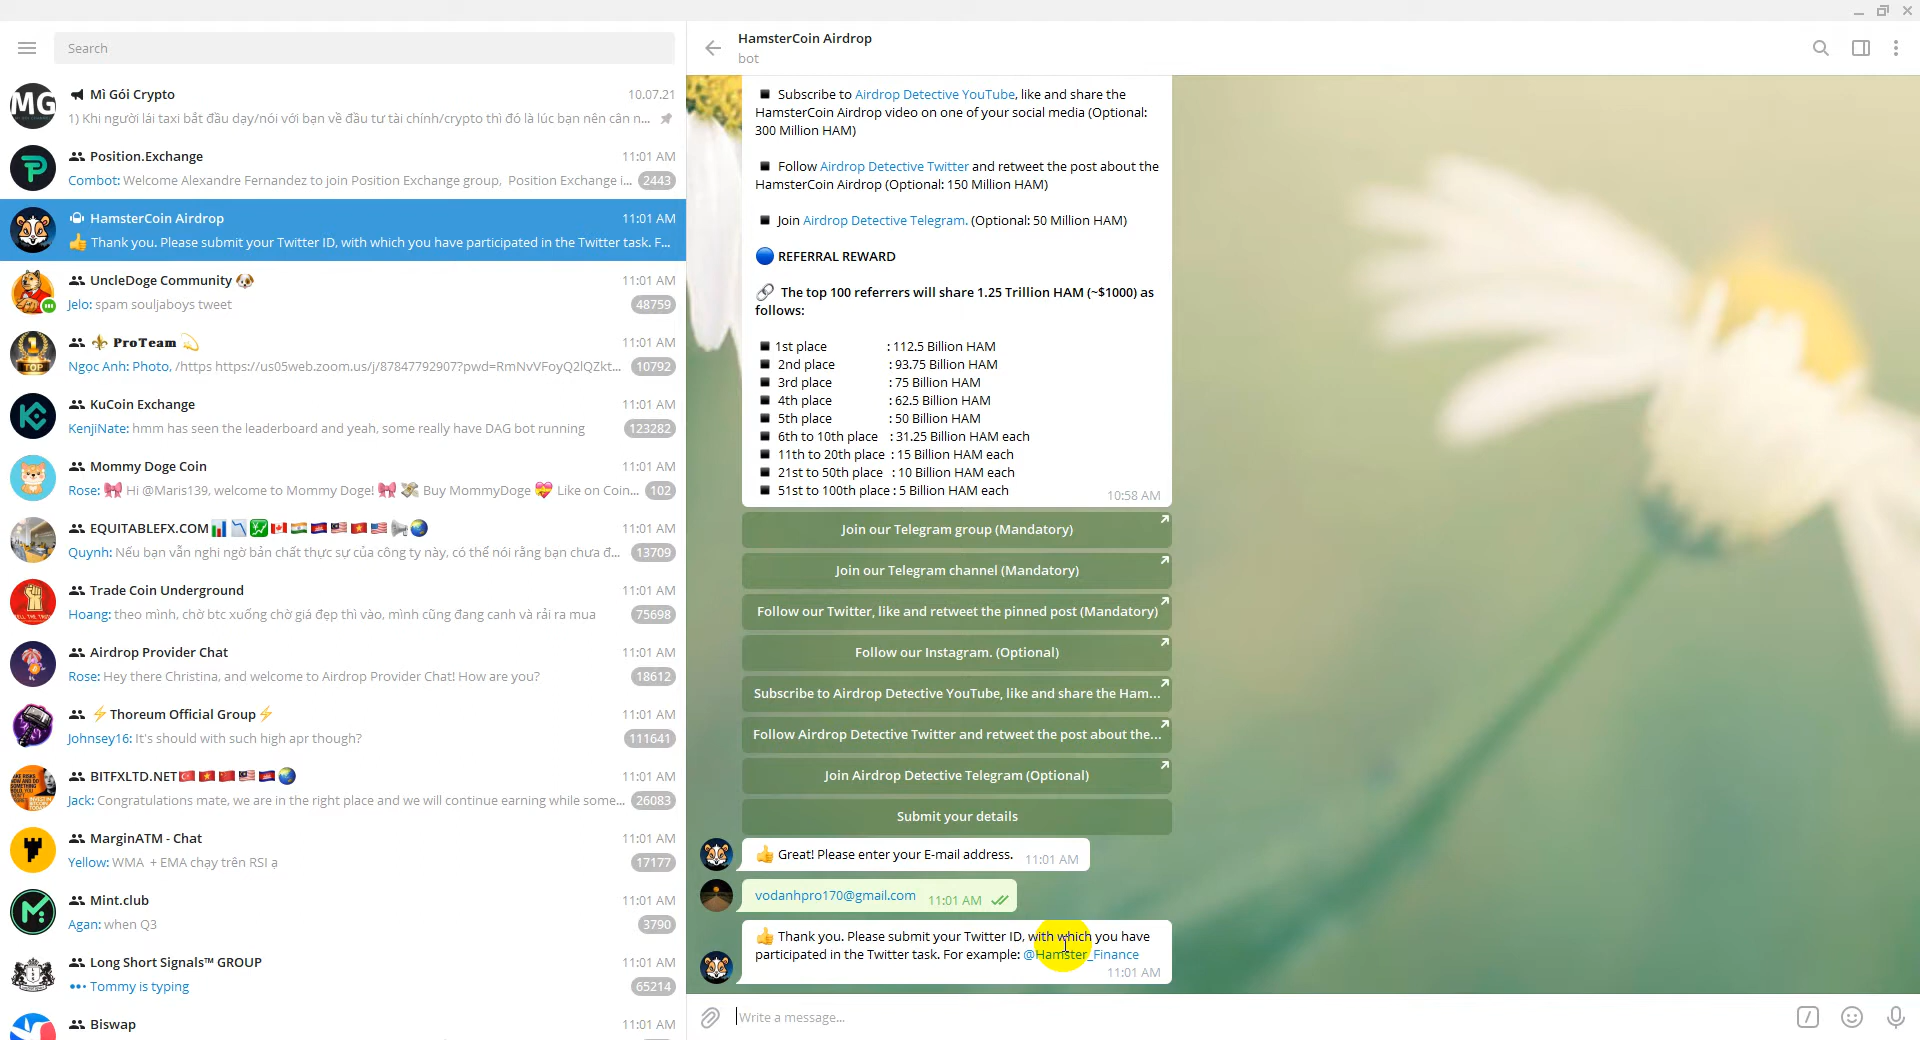 Search
Mì Gói Crypto 10.07.21
1) Khi người lái taxi bắt đầu dạy/nói với bạn về đầu tư tài chính/crypto thì đó là lúc bạn nên cân n...
Position.Exchange 11:01 AM
Combot: Welcome Alexandre Fernandez to join Position Exchange group, Position Exchange i... 2443
HamsterCoin Airdrop 11:01 AM
👍 Thank you. Please submit your Twitter ID, with which you have participated in the Twitter task. F...
UncleDoge Community 🐶 11:01 AM
Jelo: spam souljaboys tweet 48759
⚜️ 𝐏𝐫𝐨𝐓𝐞𝐚𝐦 💫 11:01 AM
Ngọc Anh: Photo, /https https://us05web.zoom.us/j/87847792907?pwd=RmNvVFoyQ2lQZkt... 10792
KuCoin Exchange 11:01 AM
KenjiNate: hmm has seen the leaderboard and yeah, some really have DAG bot running 123282
Mommy Doge Coin 11:01 AM
Rose: 🎀 Hi @Maris139, welcome to Mommy Doge! 🎀 💸 Buy MommyDoge 💝 Like on Coin... 102
EQUITABLEFX.COM📊📉💹🇨🇦🇮🇳🇰🇭🇲🇾🇻🇳🇺🇸📢🌏 11:01 AM
Quynh: Nếu bạn vẫn nghi ngờ bản chất thực sự của công ty này, có thể nói rằng bạn chưa đ... 13709
Trade Coin Underground 11:01 AM
Hoang: theo mình, chờ btc xuống chờ giá đẹp thì vào, mình cũng đang canh và rải ra mua 75698
Airdrop Provider Chat 11:01 AM
Rose: Hey there Christina, and welcome to Airdrop Provider Chat! How are you? 18612
⚡Thoreum Official Group⚡ 11:01 AM
Johnsey16: It's should with such high apr though? 111641
BITFXLTD.NET🇹🇷🇻🇳🇨🇳🇲🇾🇰🇭🌏 11:01 AM
Jack: Congratulations mate, we are in the right place and we will continue earning while some... 26083
MarginATM - Chat 11:01 AM
Yellow: WMA + EMA chạy trên RSI ạ 17177
Mint.club 11:01 AM
Agan: when Q3 3790
Long Short Signals™ GROUP 11:01 AM
Tommy is typing 65214
Biswap 11:01 AM
MG
TOP
HamsterCoin Airdrop
bot
◾ Subscribe to Airdrop Detective YouTube, like and share the
HamsterCoin Airdrop video on one of your social media (Optional:
300 Million HAM)
◾ Follow Airdrop Detective Twitter and retweet the post about the
HamsterCoin Airdrop (Optional: 150 Million HAM)
◾ Join Airdrop Detective Telegram. (Optional: 50 Million HAM)
🔵 REFERRAL REWARD
🔗 The top 100 referrers will share 1.25 Trillion HAM (~$1000) as
follows:
◾ 1st place : 112.5 Billion HAM
◾ 2nd place : 93.75 Billion HAM
◾ 3rd place : 75 Billion HAM
◾ 4th place : 62.5 Billion HAM
◾ 5th place : 50 Billion HAM
◾ 6th to 10th place : 31.25 Billion HAM each
◾ 11th to 20th place : 15 Billion HAM each
◾ 21st to 50th place : 10 Billion HAM each
◾ 51st to 100th place : 5 Billion HAM each
10:58 AM
Join our Telegram group (Mandatory)
Join our Telegram channel (Mandatory)
Follow our Twitter, like and retweet the pinned post (Mandatory)
Follow our Instagram. (Optional)
Subscribe to Airdrop Detective YouTube, like and share the Ham...
Follow Airdrop Detective Twitter and retweet the post about the...
Join Airdrop Detective Telegram (Optional)
Submit your details
👍 Great! Please enter your E-mail address. 11:01 AM
vodanhpro170@gmail.com 11:01 AM
👍 Thank you. Please submit your Twitter ID, with which you have
participated in the Twitter task. For example: @Hamster_Finance
11:01 AM
Write a message...